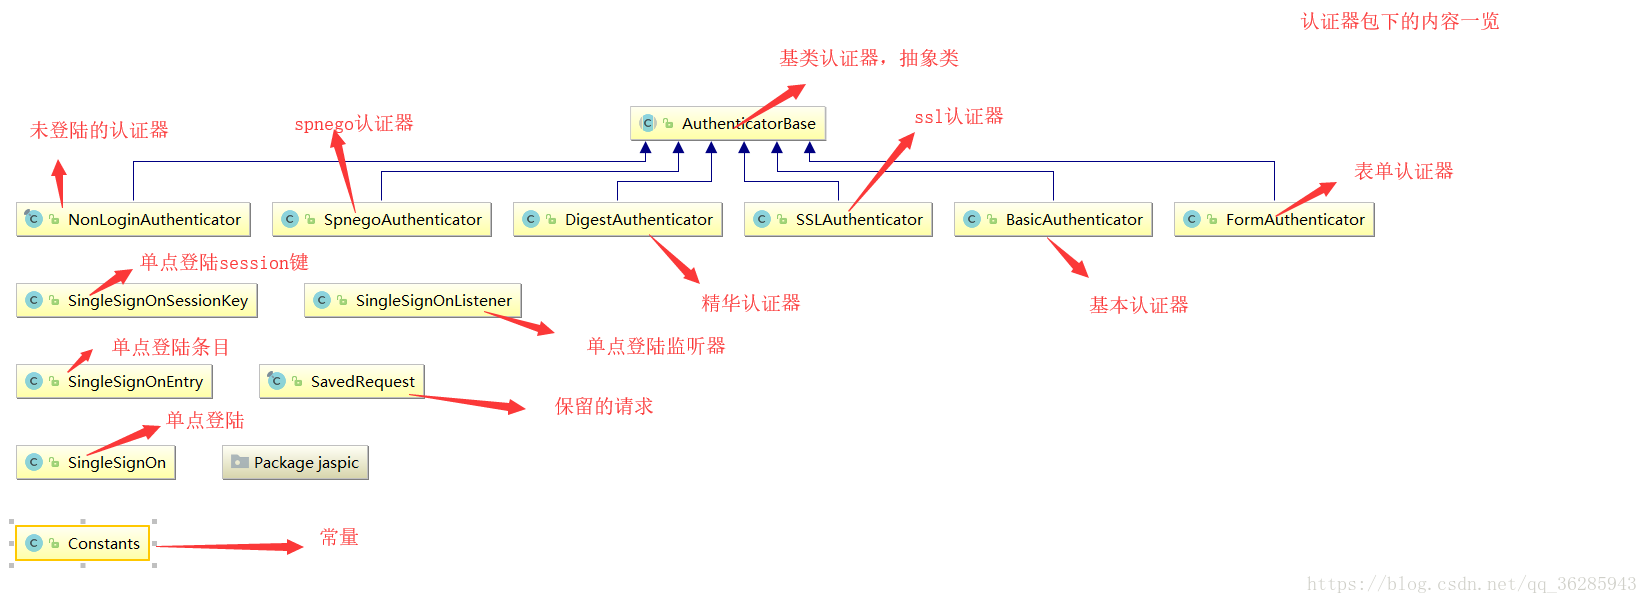 认证器包下的内容一览
基类认证器，抽象类
未登陆的认证器
spnego认证器
AuthenticatorBase
ssl认证器
表单认证器
NonLoginAuthenticator
SpnegoAuthenticator
DigestAuthenticator
SSLAuthenticator
BasicAuthenticator
FormAuthenticator
单点登陆session键
SingleSignOnSessionKey
SingleSignOnListener
精华认证器
基本认证器
单点登陆条目
单点登陆监听器
SingleSignOnEntry
SavedRequest
单点登陆
保留的请求
SingleSignOn
Package jaspic
Constants
常量
https://blog.csdn.net/qq_36285943